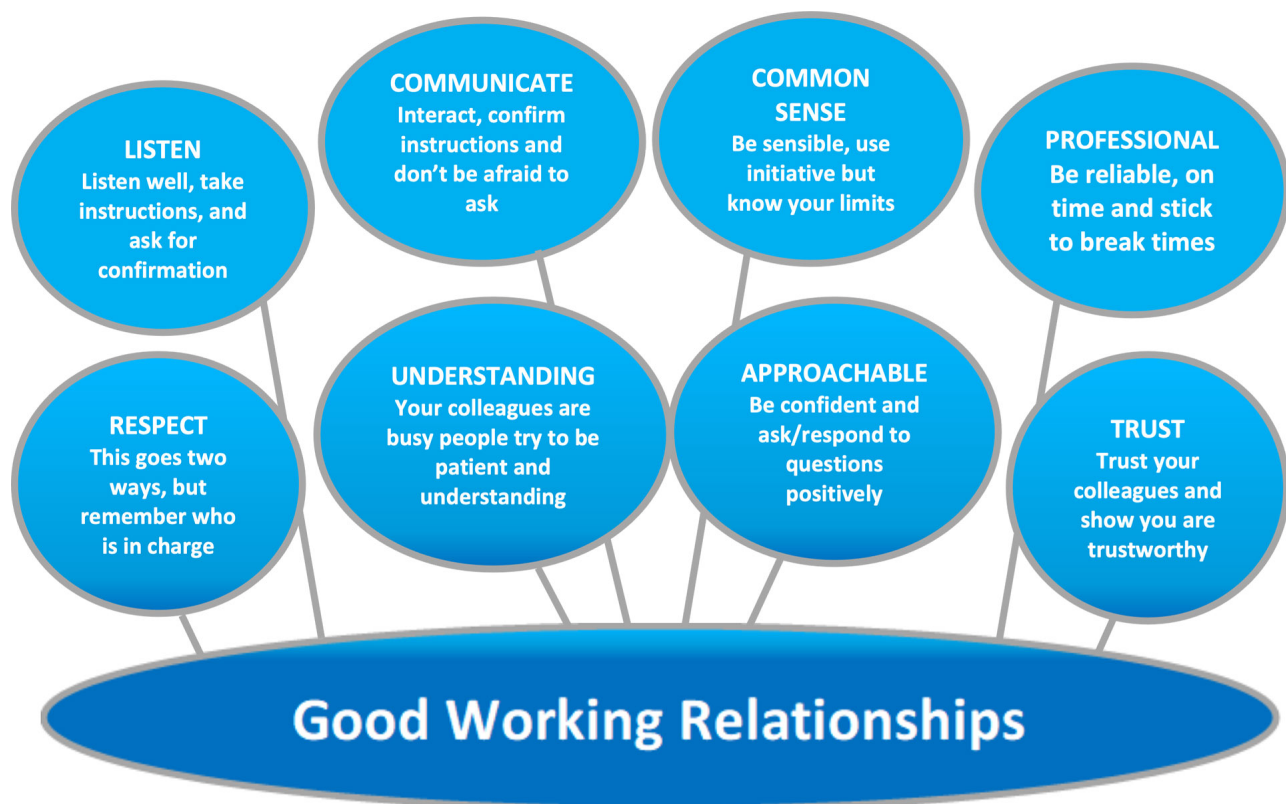 LISTEN
Listen well, take
instructions, and
ask for
confirmation
COMMUNICATE
Interact, confirm
instructions and
don’t be afraid to
ask
COMMON
SENSE
Be sensible, use
initiative but
know your limits
PROFESSIONAL
Be reliable, on
time and stick
to break times
RESPECT
This goes two
ways, but
remember who
is in charge
UNDERSTANDING
Your colleagues are
busy people try to be
patient and
understanding
APPROACHABLE
Be confident and
ask/respond to
questions
positively
TRUST
Trust your
colleagues and
show you are
trustworthy
Good Working Relationships